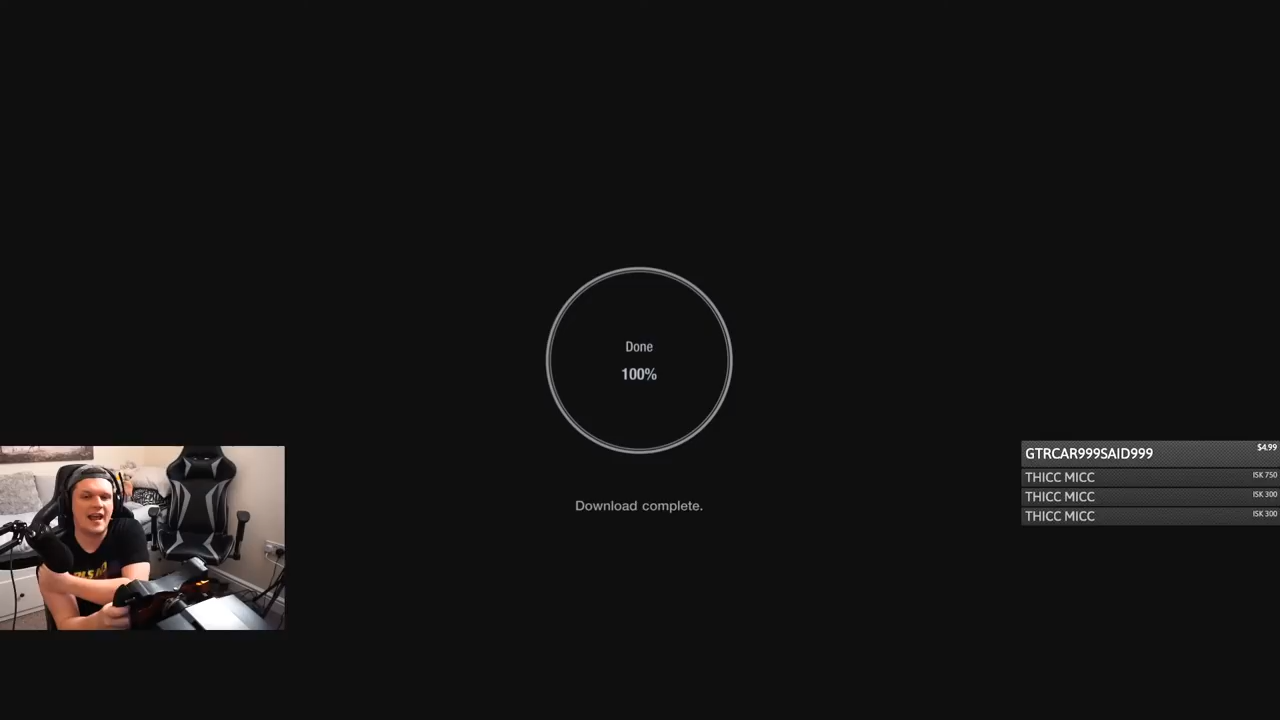 Done
100%
Download complete.
GTRCAR999SAID999 $4.99
THICC MICC ISK 750
THICC MICC ISK 300
THICC MICC ISK 300